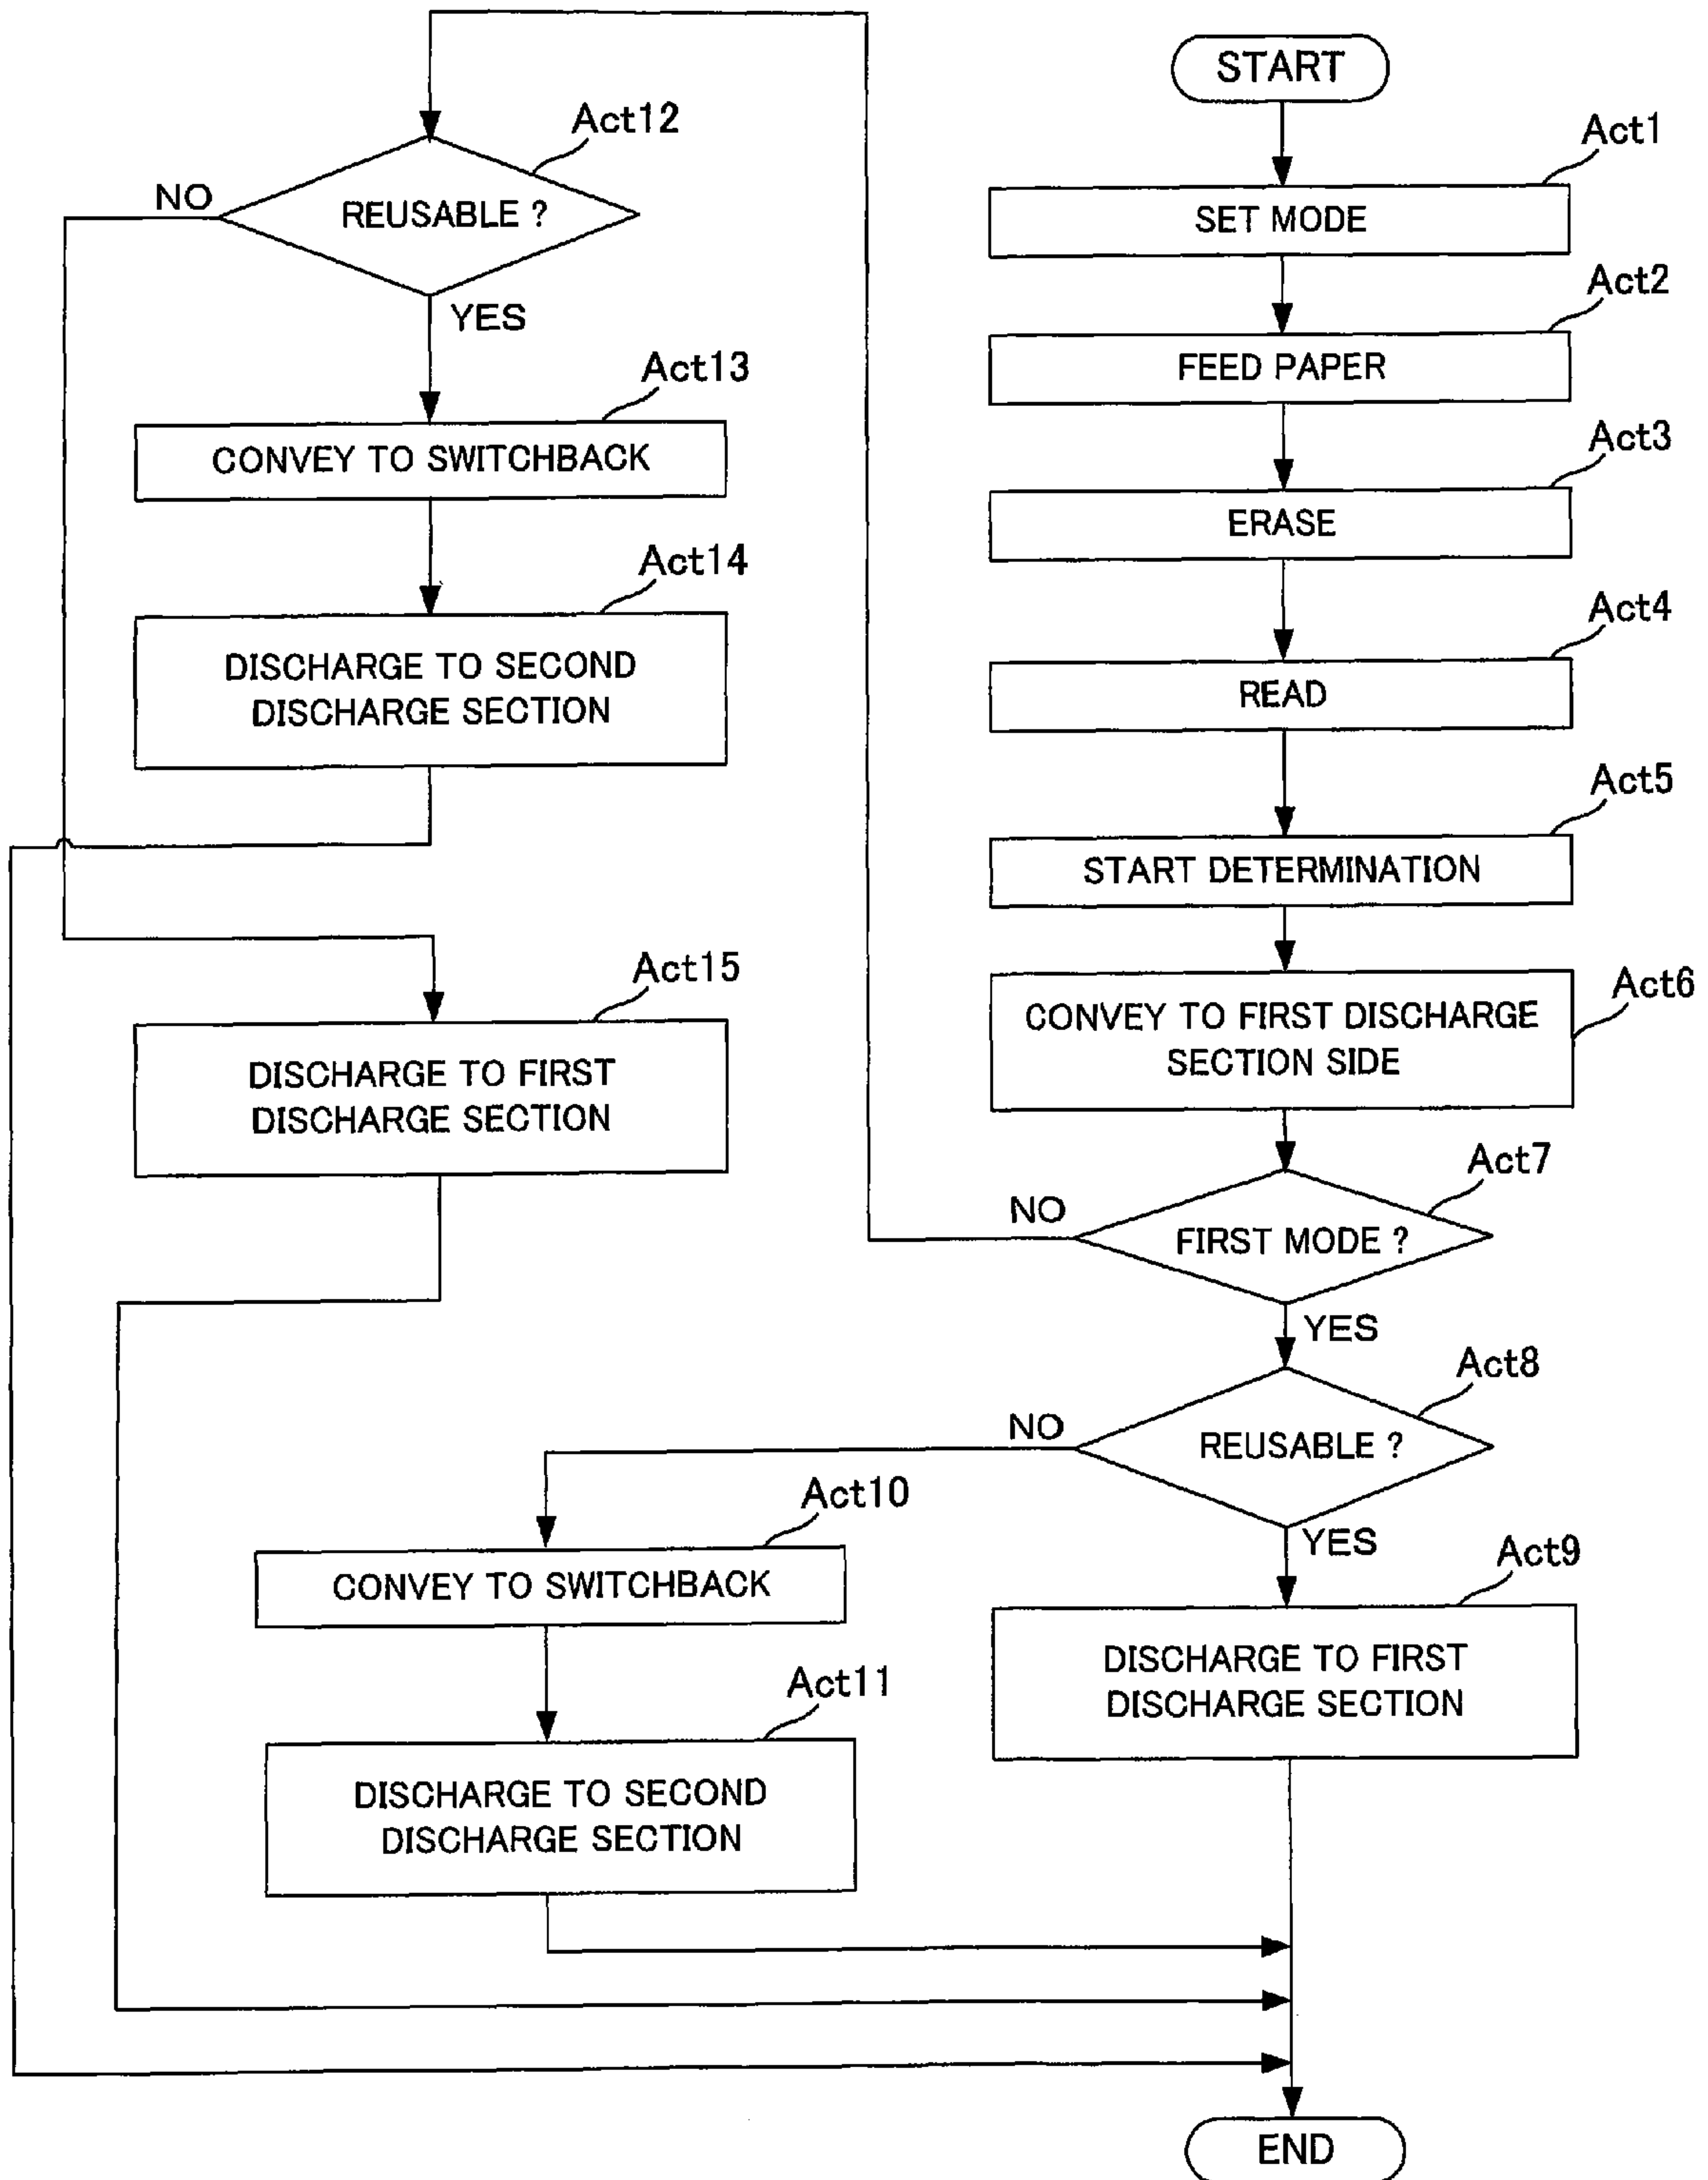 START
Act1
SET MODE
Act2
FEED PAPER
Act3
ERASE
Act4
READ
Act5
START DETERMINATION
Act6
CONVEY TO FIRST DISCHARGE
SECTION SIDE
Act7
FIRST MODE ?
NO
YES
Act8
REUSABLE ?
NO
YES
Act9
DISCHARGE TO FIRST
DISCHARGE SECTION
Act10
CONVEY TO SWITCHBACK
Act11
DISCHARGE TO SECOND
DISCHARGE SECTION
Act12
REUSABLE ?
NO
YES
Act13
CONVEY TO SWITCHBACK
Act14
DISCHARGE TO SECOND
DISCHARGE SECTION
Act15
DISCHARGE TO FIRST
DISCHARGE SECTION
END